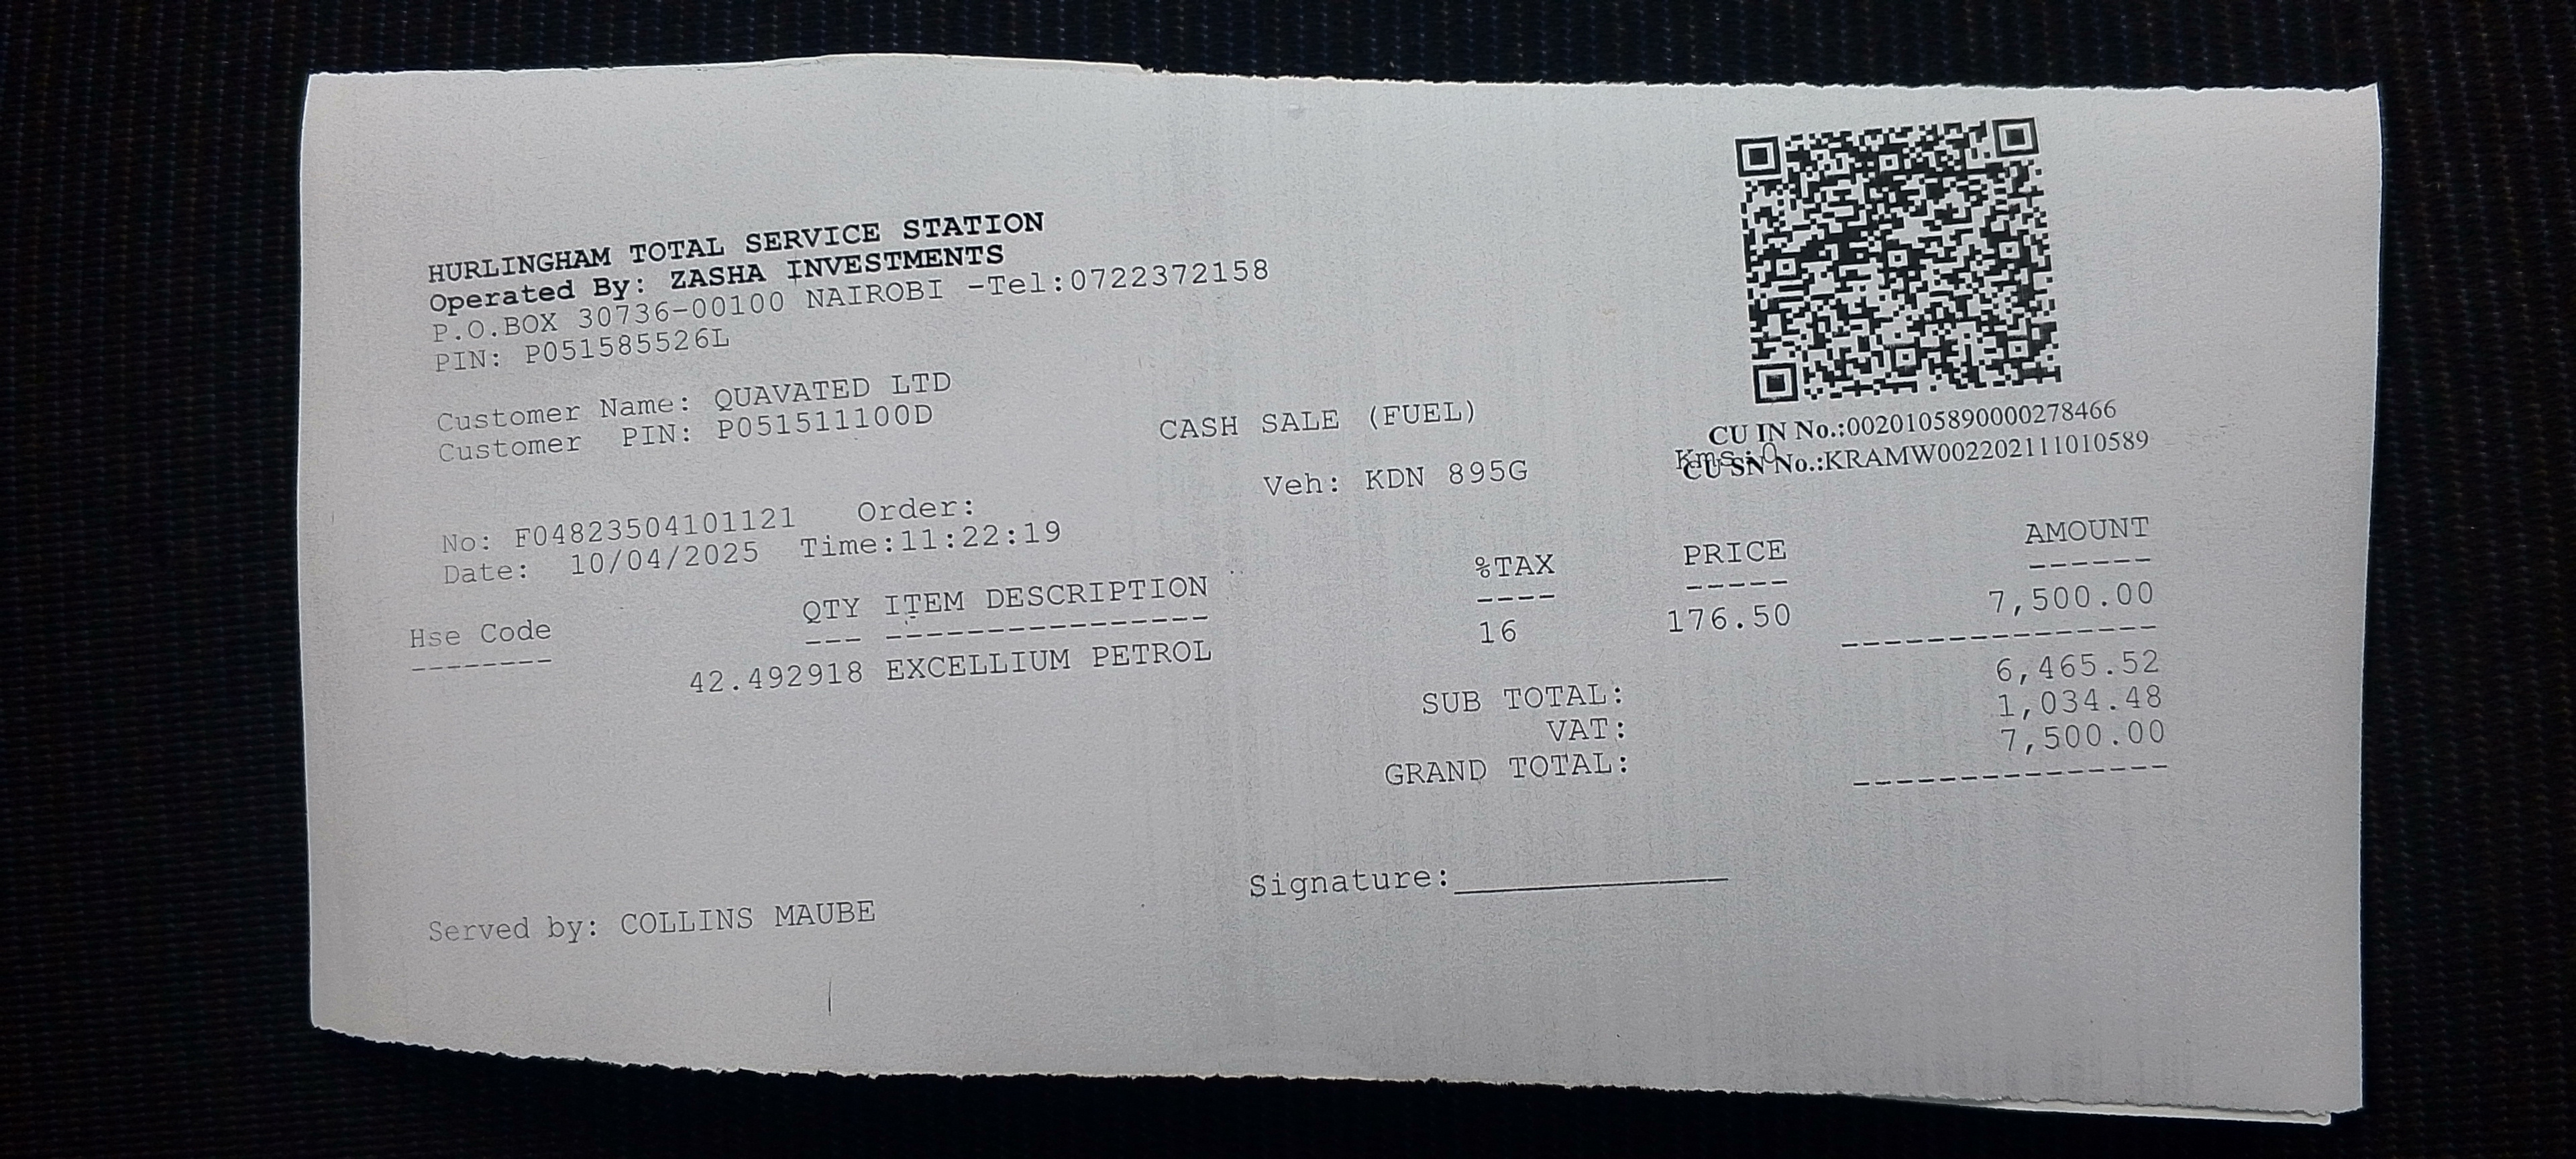 HURLINGHAM TOTAL SERVICE STATION
Operated By: ZASHA INVESTMENTS
P.O.BOX 30736-00100 NAIROBI -Tel:0722372158
PIN: P051585526L
Customer Name: QUAVATED LTD
Customer PIN: P051511100D
CASH SALE (FUEL)
CU IN No.:0020105890000278466
Kms: 0
CU SN No.:KRAMW002202111010589
Veh: KDN 895G
No: F04823504101121 Order:
Date: 10/04/2025 Time:11:22:19
Hse Code QTY ITEM DESCRIPTION %TAX PRICE AMOUNT
-------- --- ---------------- ---- ----- ------
42.492918 EXCELLIUM PETROL 16 176.50 7,500.00
--------------
SUB TOTAL: 6,465.52
VAT: 1,034.48
GRAND TOTAL: 7,500.00
--------------
Served by: COLLINS MAUBE Signature:______________